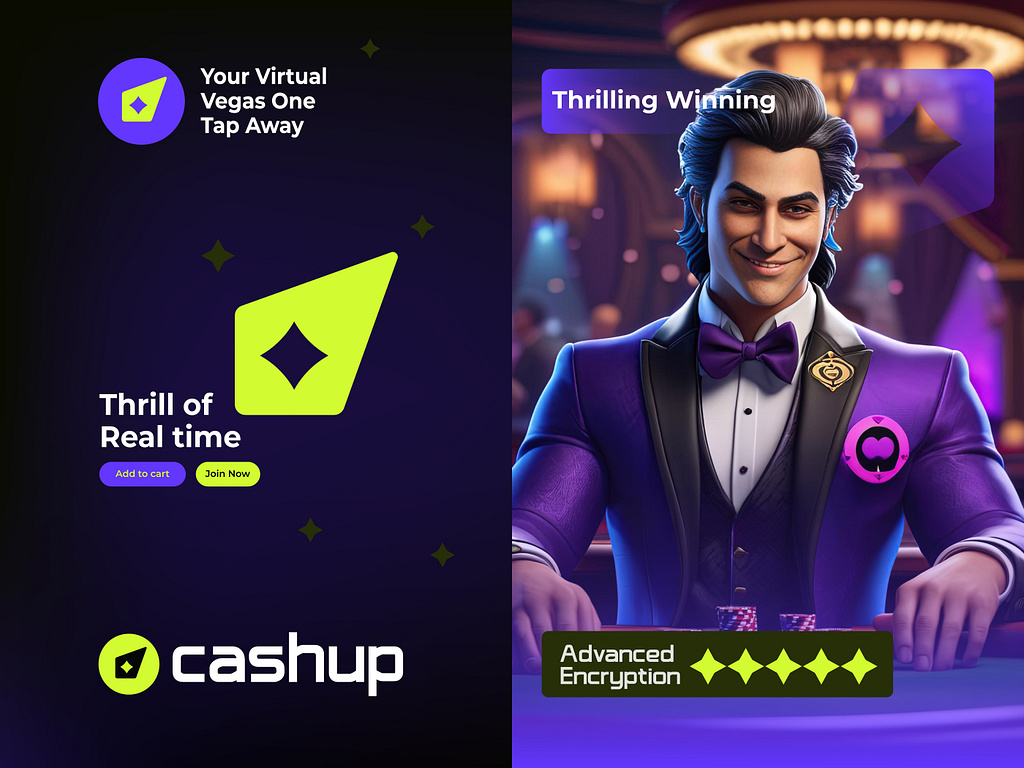 Your Virtual
Vegas One
Tap Away
Thrill of
Real time
Add to cart
Join Now
cashup
Thrilling Winning
Advanced
Encryption